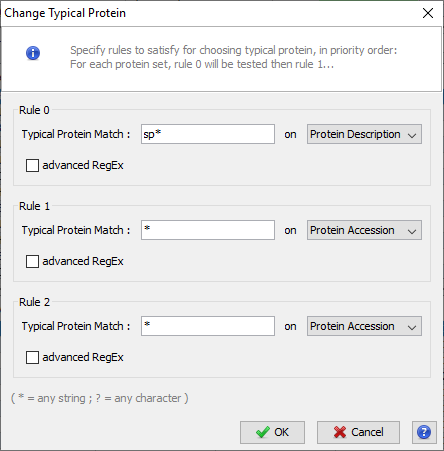 Change Typical Protein
Specify rules to satisfy for choosing typical protein, in priority order:
For each protein set, rule 0 will be tested then rule 1...
Rule 0
Typical Protein Match : sp* on Protein Description
advanced RegEx
Rule 1
Typical Protein Match : * on Protein Accession
advanced RegEx
Rule 2
Typical Protein Match : * on Protein Accession
advanced RegEx
( * = any string ; ? = any character )
OK Cancel ?